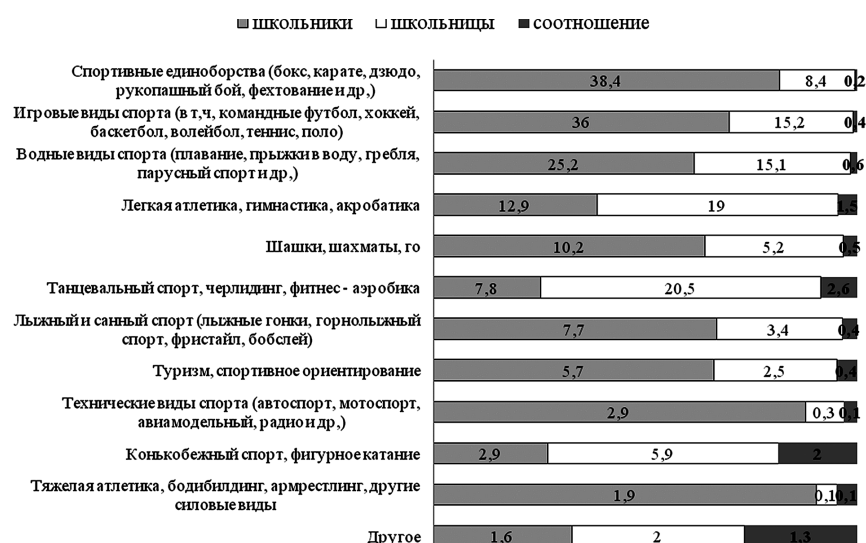 школьники школьницы соотношение
Спортивные единоборства (бокс, карате, дзюдо,
рукопашный бой, фехтование и др,)
38,4 8,4 0,2
Игровые виды спорта (в т,ч, командные футбол, хоккей,
баскетбол, волейбол, теннис, поло)
36 15,2 0,4
Водные виды спорта (плавание, прыжки в воду, гребля,
парусный спорт и др,)
25,2 15,1 0,6
Легкая атлетика, гимнастика, акробатика
12,9 19 1,5
Шашки, шахматы, го
10,2 5,2 0,5
Танцевальный спорт, черлидинг, фитнес - аэробика
7,8 20,5 2,6
Лыжный и санный спорт (лыжные гонки, горнолыжный
спорт, фристайл, бобслей)
7,7 3,4 0,4
Туризм, спортивное ориентирование
5,7 2,5 0,4
Технические виды спорта (автоспорт, мотоспорт,
авиамодельный, радио и др,)
2,9 0,3 0,1
Конькобежный спорт, фигурное катание
2,9 5,9 2
Тяжелая атлетика, бодибилдинг, армрестлинг, другие
силовые виды
1,9 0,1 0,1
Другое
1,6 2 1,3